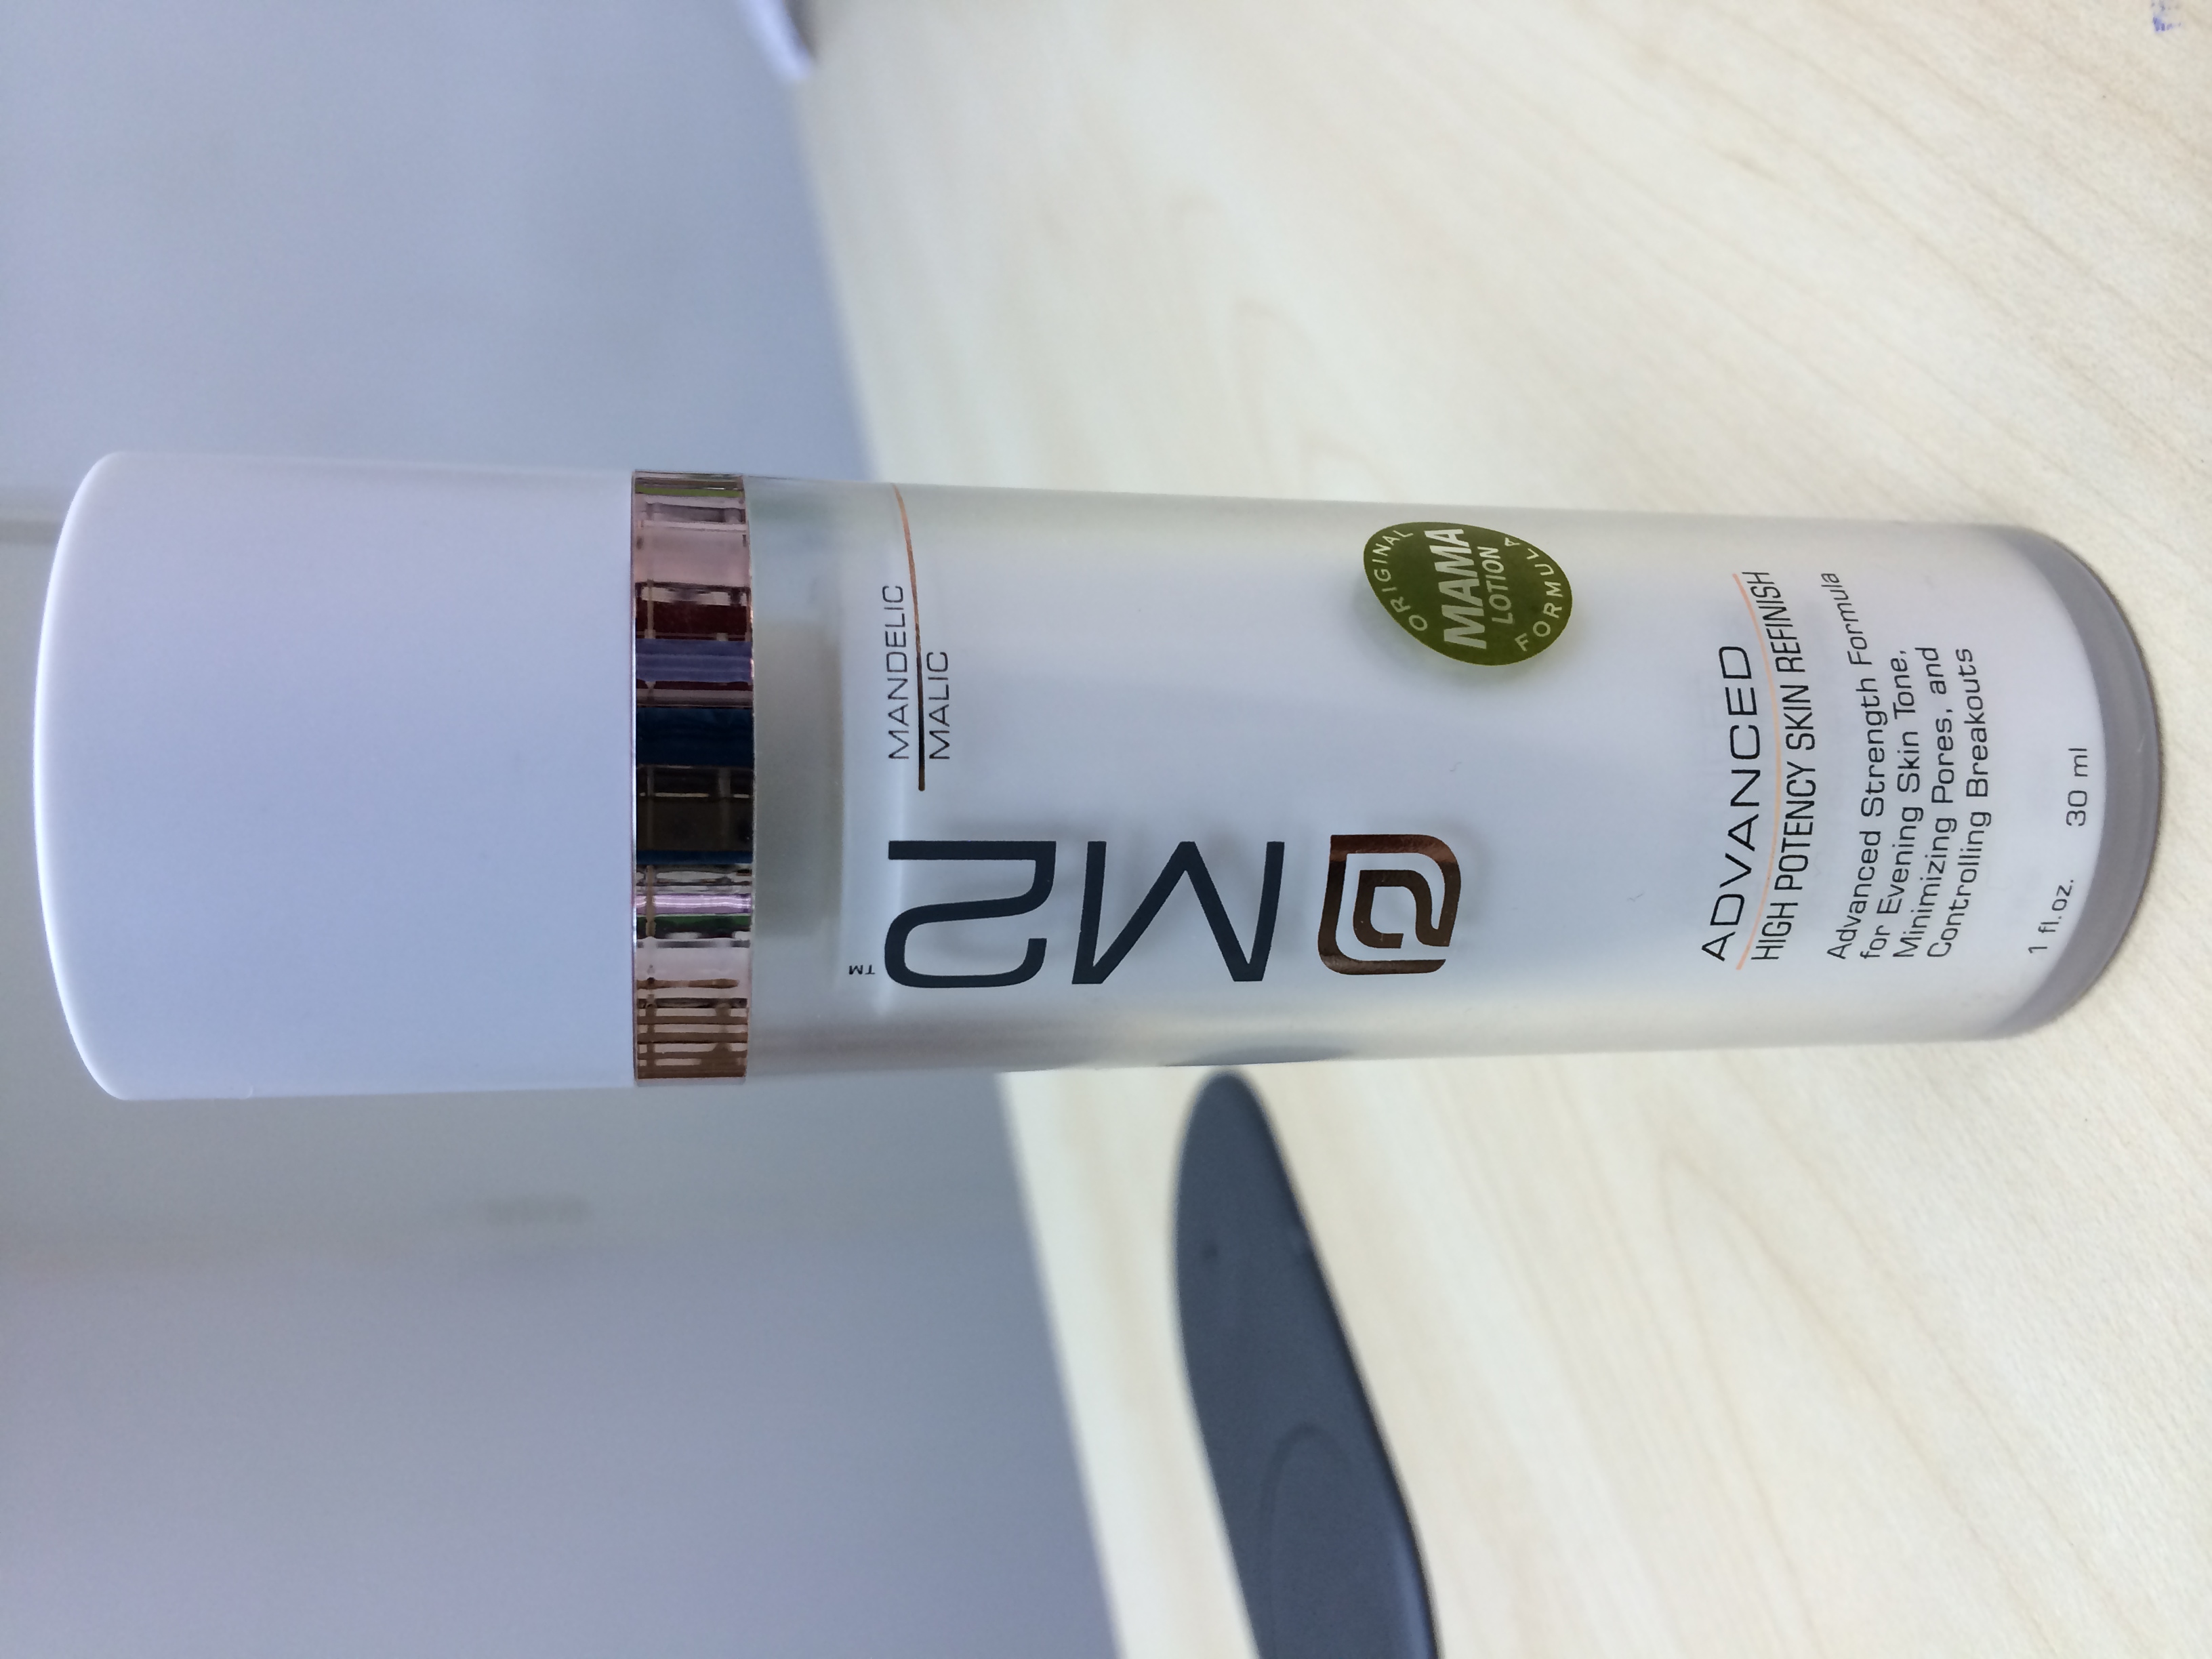 M2™
MANDELIC
MALIC
ORIGINAL
MAMA
LOTION
FORMULA
ADVANCED
HIGH POTENCY SKIN REFINISH
Advanced Strength Formula
for Evening Skin Tone,
Minimizing Pores, and
Controlling Breakouts
1 fl.oz. 30 ml